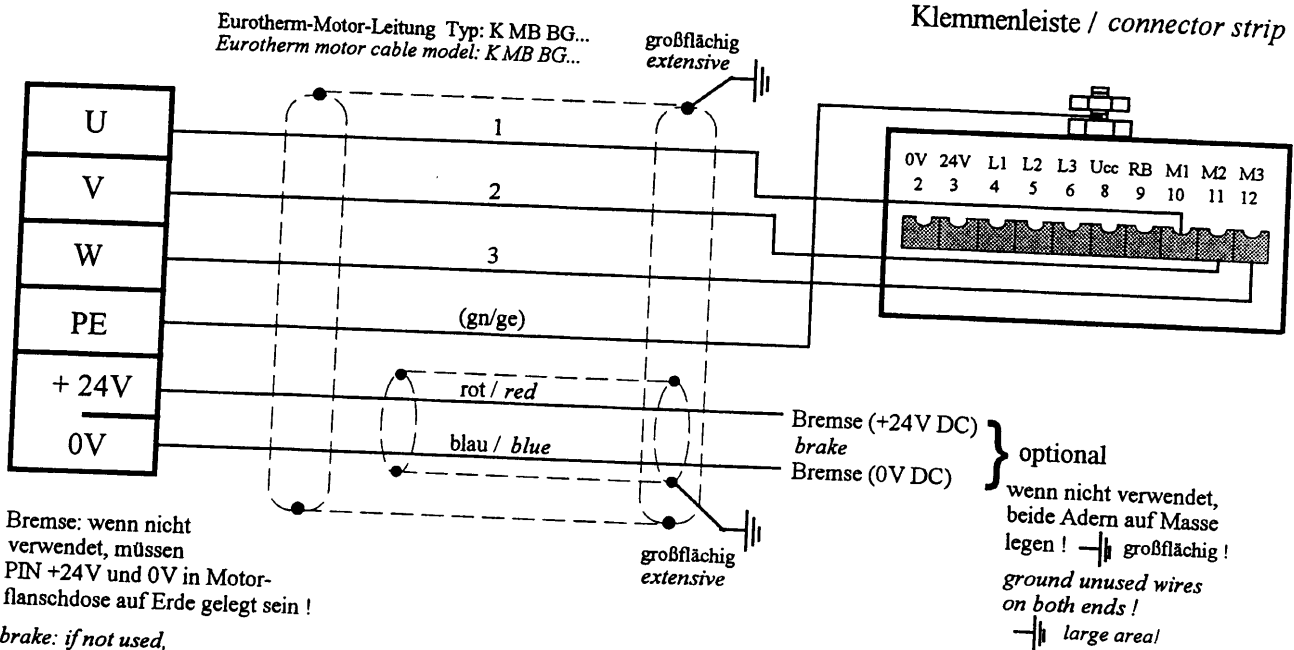 Eurotherm-Motor-Leitung Typ: K MB BG...
Eurotherm motor cable model: K MB BG...
großflächig
extensive
Klemmenleiste / connector strip
U
V
W
PE
+ 24V
0V
1
2
3
(gn/ge)
rot / red
blau / blue
0V 24V L1 L2 L3 Ucc RB M1 M2 M3
2 3 4 5 6 8 9 10 11 12
Bremse (+24V DC)
brake
Bremse (0V DC)
optional
wenn nicht verwendet,
beide Adern auf Masse
legen ! großflächig !
ground unused wires
on both ends !
large area!
großflächig
extensive
Bremse: wenn nicht
verwendet, müssen
PIN +24V und 0V in Motor-
flanschdose auf Erde gelegt sein !
brake: if not used,